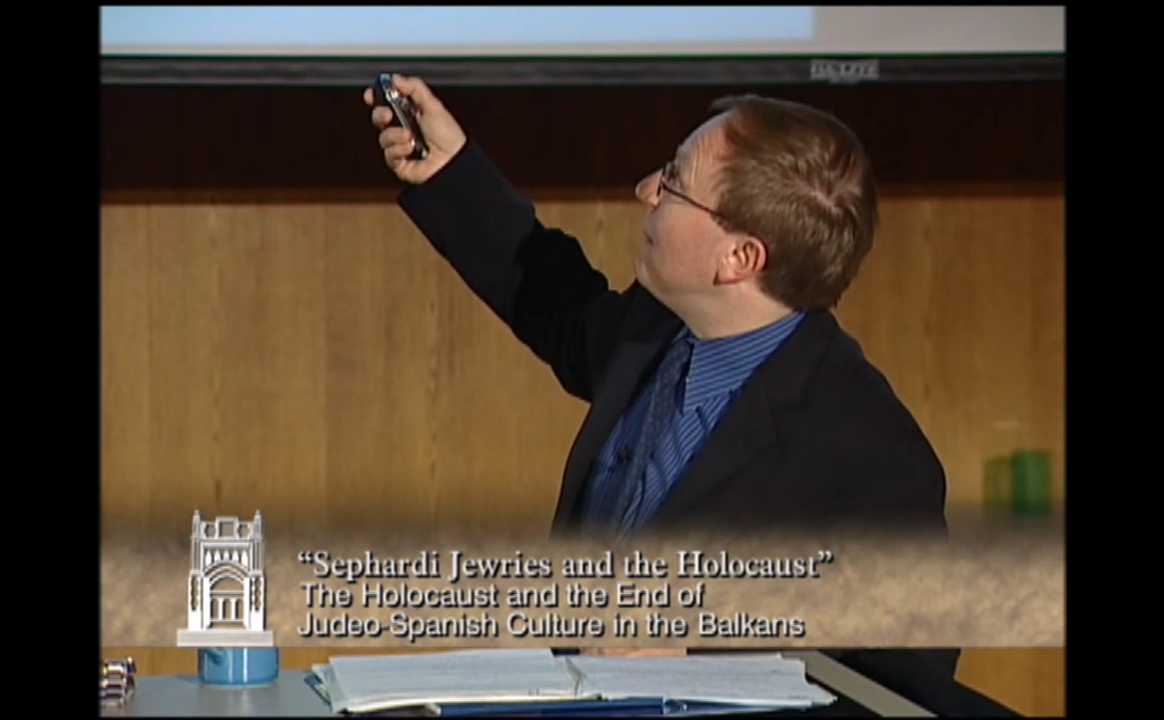 “Sephardi Jewries and the Holocaust”
The Holocaust and the End of
Judeo-Spanish Culture in the Balkans